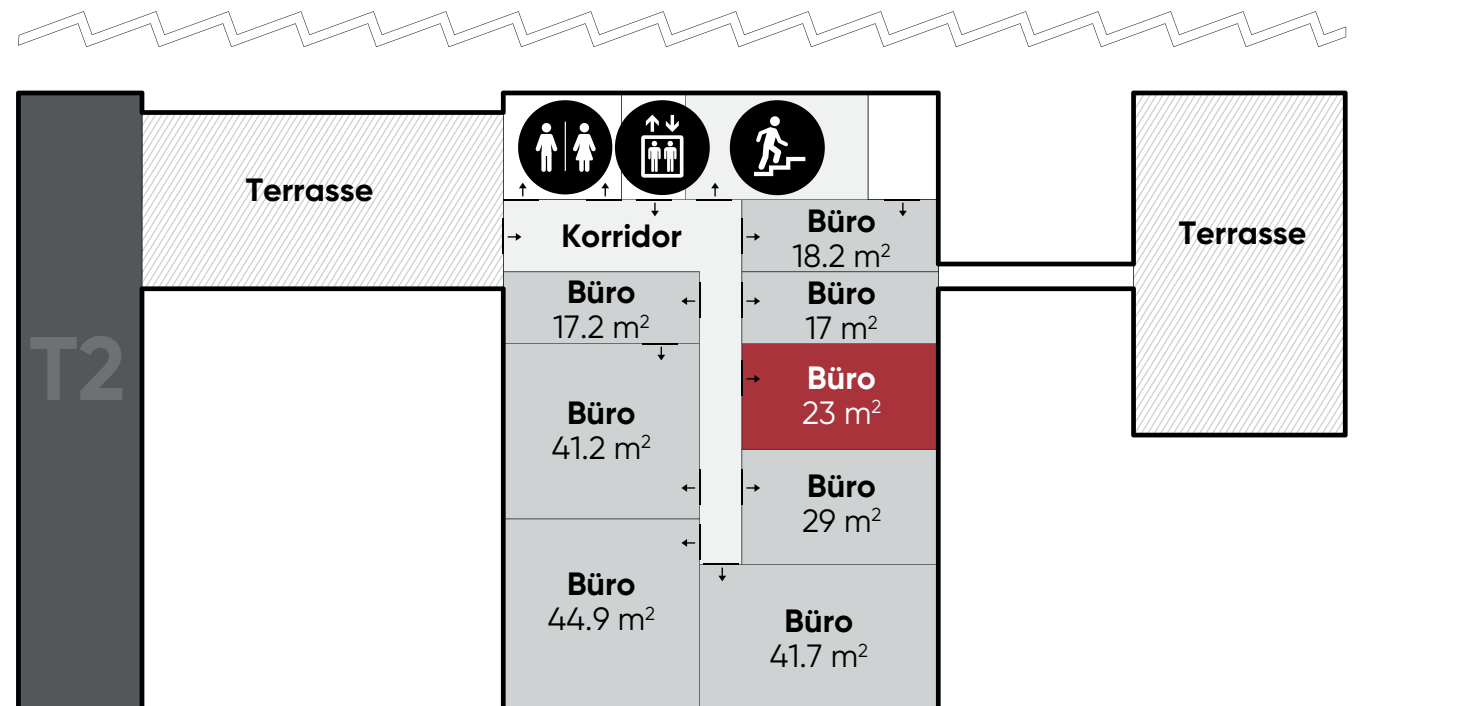 Terrasse
Korridor
Büro
18.2 m²
Terrasse
Büro
17.2 m²
Büro
17 m²
T2
Büro
23 m²
Büro
41.2 m²
Büro
29 m²
Büro
44.9 m²
Büro
41.7 m²